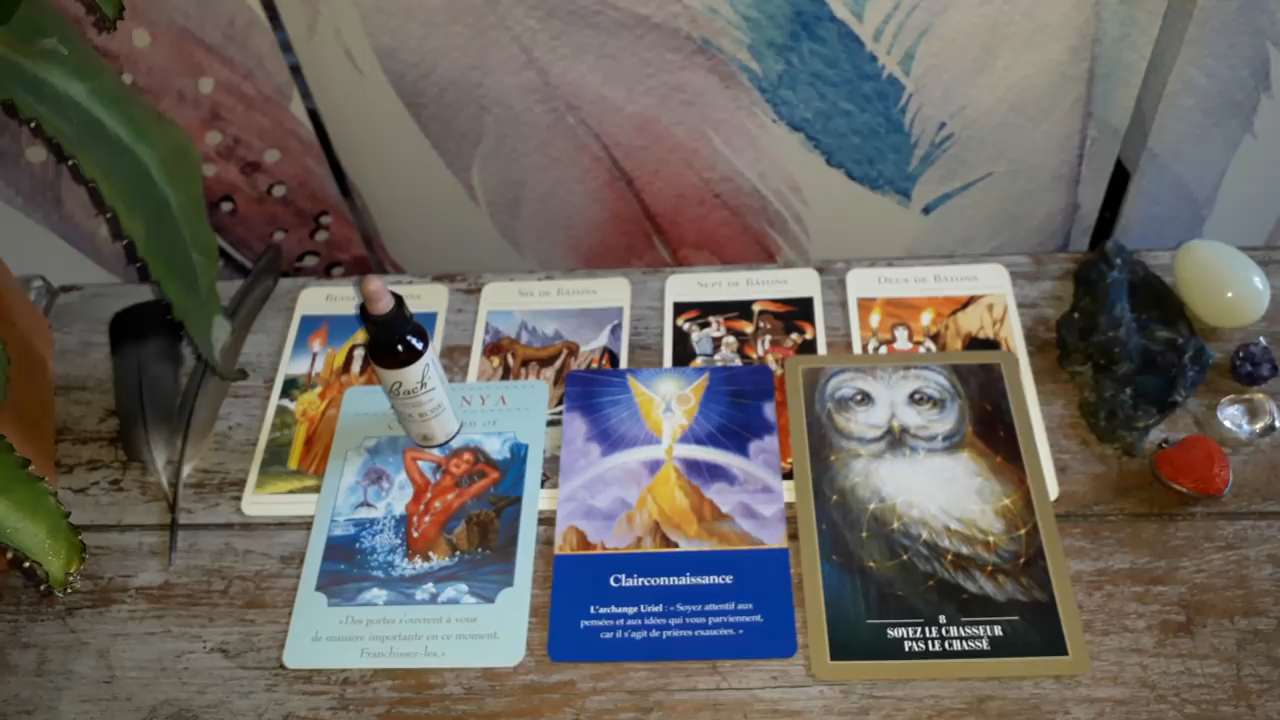 Six de Bâtons
Sept de Bâtons
Deux de Bâtons
Bach
NYA
«Des portes s'ouvrent à vous
de manière importante en ce moment.
Franchissez-les.»
Clairconnaissance
L'archange Uriel : « Soyez attentif aux
pensées et aux idées qui vous parviennent,
car il s'agit de prières exaucées. »
8
SOYEZ LE CHASSEUR
PAS LE CHASSÉ